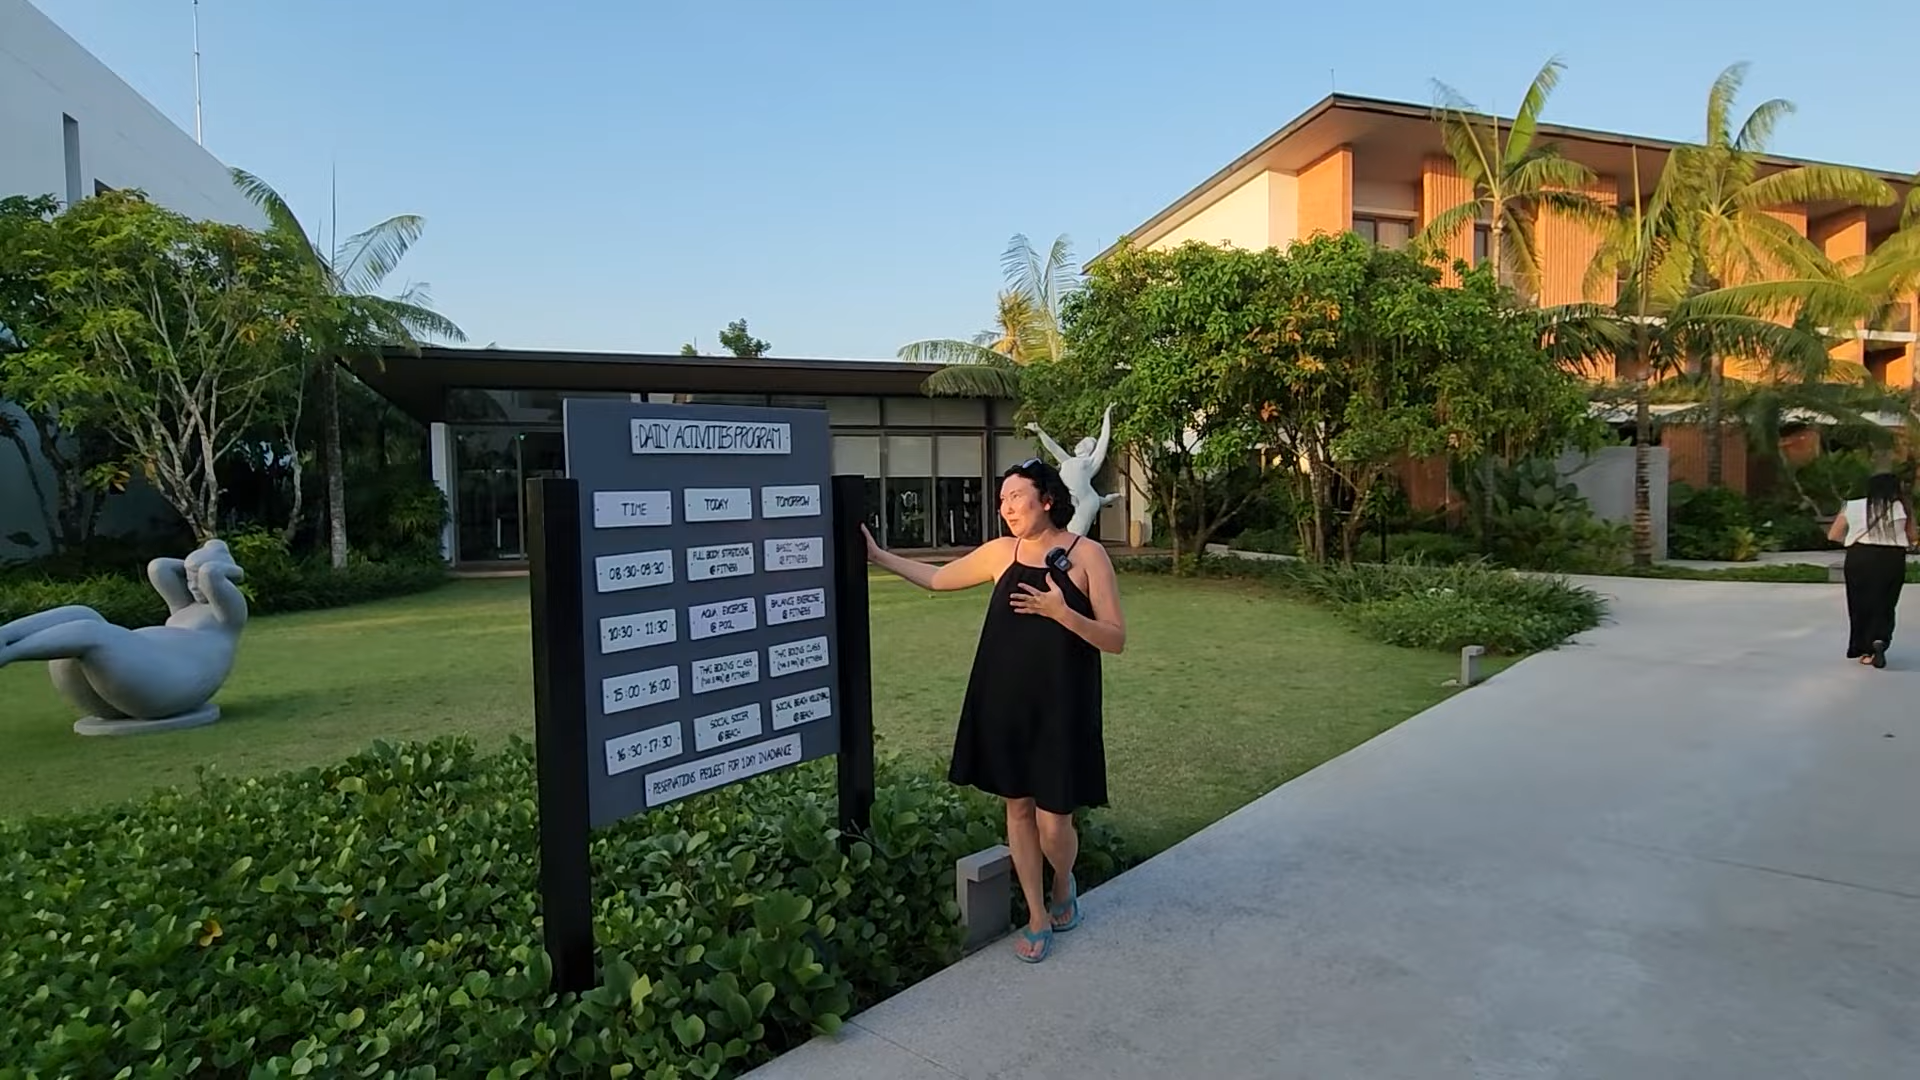 DAILY ACTIVITIES PROGRAM
TIME
TODAY
TOMORROW
08:30-09:30
FULL BODY STRETCHING
@ FITNESS
BASIC YOGA
@ FITNESS
10:30 - 11:30
AQUA EXCERCISE
@ POOL
BALANCE EXERCISE
@ FITNESS
15:00 - 16:00
THAI BOXING CLASS
@ FITNESS
THAI BOXING CLASS
@ FITNESS
16:30 - 17:30
SOCIAL SOCCER
@ BEACH
SOCIAL BEACH VOLLEYBALL
@ BEACH
RESERVATIONS REQUEST FOR 1 DAY IN ADVANCE